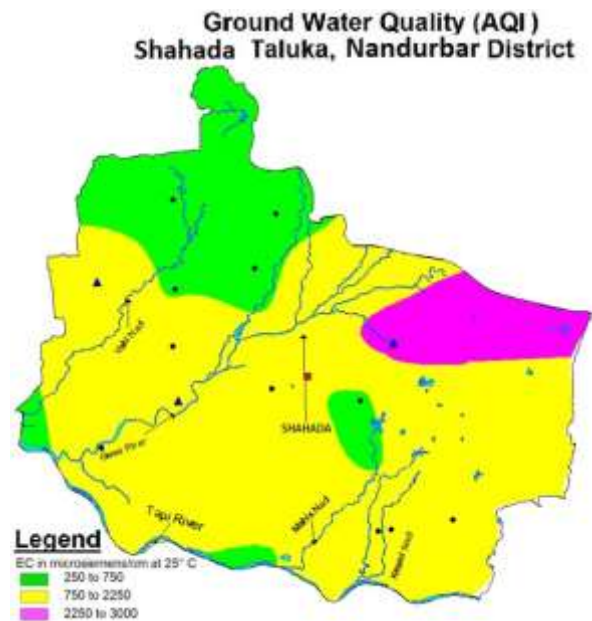 Ground Water Quality (AQI)
Shahada Taluka, Nandurbar District
SHAHADA
Tapi River
Legend
EC in microsiemens/cm at 25° C
250 to 750
750 to 2250
2250 to 3000